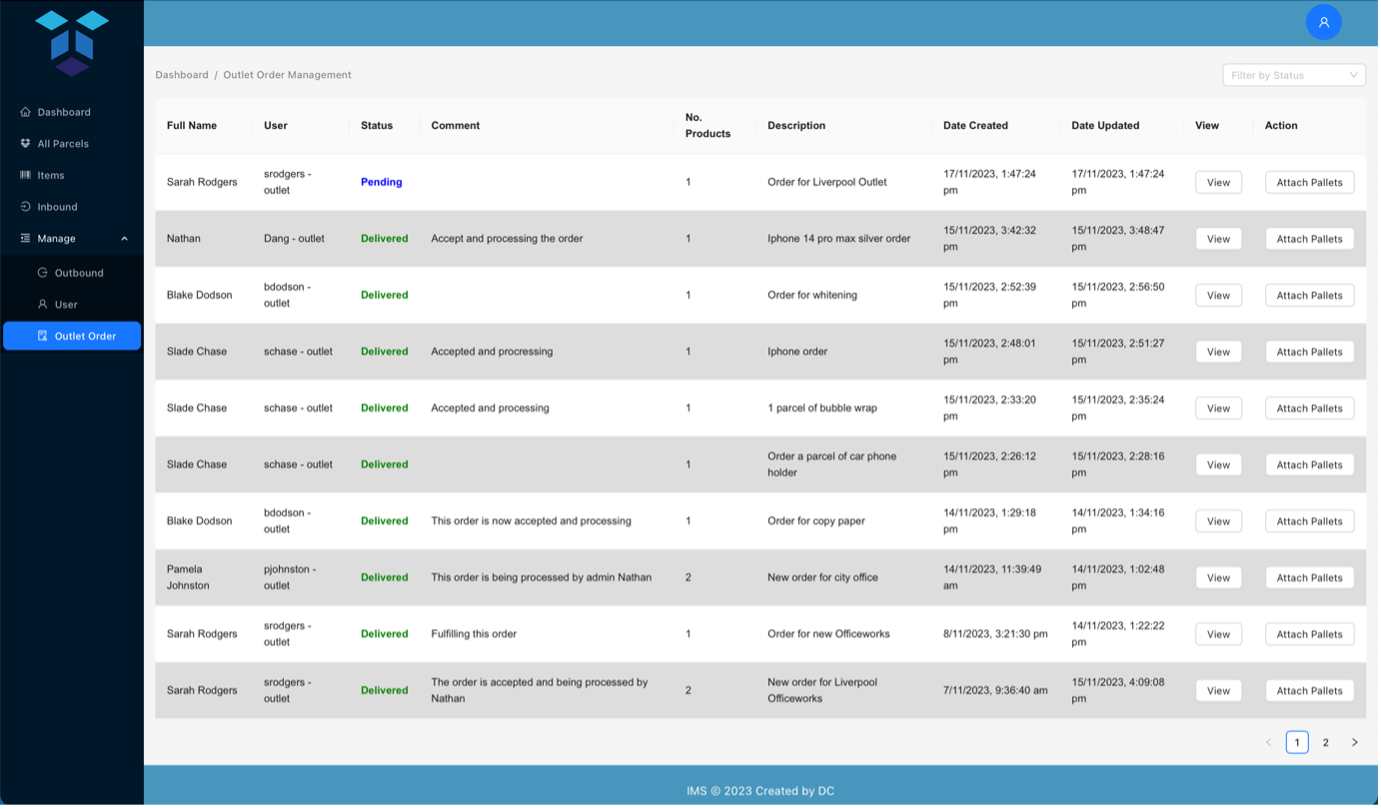 Dashboard
All Parcels
Items
Inbound
Manage
Outbound
User
Outlet Order
Dashboard / Outlet Order Management
Filter by Status
Full Name User Status Comment No. Products Description Date Created Date Updated View Action
Sarah Rodgers srodgers - outlet Pending 1 Order for Liverpool Outlet 17/11/2023, 1:47:24 pm 17/11/2023, 1:47:24 pm View Attach Pallets
Nathan Dang - outlet Delivered Accept and processing the order 1 Iphone 14 pro max silver order 15/11/2023, 3:42:32 pm 15/11/2023, 3:48:47 pm View Attach Pallets
Blake Dodson bdodson - outlet Delivered 1 Order for whitening 15/11/2023, 2:52:39 pm 15/11/2023, 2:56:50 pm View Attach Pallets
Slade Chase schase - outlet Delivered Accepted and procressing 1 Iphone order 15/11/2023, 2:48:01 pm 15/11/2023, 2:51:27 pm View Attach Pallets
Slade Chase schase - outlet Delivered Accepted and processing 1 1 parcel of bubble wrap 15/11/2023, 2:33:20 pm 15/11/2023, 2:35:24 pm View Attach Pallets
Slade Chase schase - outlet Delivered 1 Order a parcel of car phone holder 15/11/2023, 2:26:12 pm 15/11/2023, 2:28:16 pm View Attach Pallets
Blake Dodson bdodson - outlet Delivered This order is now accepted and processing 1 Order for copy paper 14/11/2023, 1:29:18 pm 14/11/2023, 1:34:16 pm View Attach Pallets
Pamela Johnston pjohnston - outlet Delivered This order is being processed by admin Nathan 2 New order for city office 14/11/2023, 11:39:49 am 14/11/2023, 1:02:48 pm View Attach Pallets
Sarah Rodgers srodgers - outlet Delivered Fulfilling this order 1 Order for new Officeworks 8/11/2023, 3:21:30 pm 14/11/2023, 1:22:22 pm View Attach Pallets
Sarah Rodgers srodgers - outlet Delivered The order is accepted and being processed by Nathan 2 New order for Liverpool Officeworks 7/11/2023, 9:36:40 am 15/11/2023, 4:09:08 pm View Attach Pallets
1 2
IMS © 2023 Created by DC